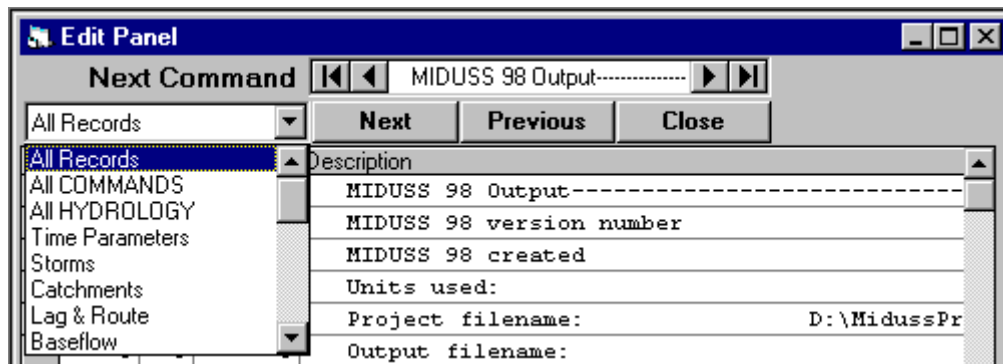 Edit Panel
Next Command
MIDUSS 98 Output---------------
All Records
Next
Previous
Close
All Records
All COMMANDS
All HYDROLOGY
Time Parameters
Storms
Catchments
Lag & Route
Baseflow
Description
MIDUSS 98 Output----------------------------
MIDUSS 98 version number
MIDUSS 98 created
Units used:
Project filename: D:\MidussPr
Output filename: